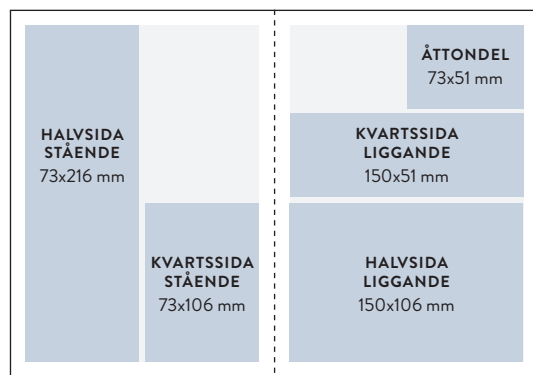 HALVSIDA
STÅENDE
73x216 mm
KVARTSSIDA
STÅENDE
73x106 mm
ÅTTONDEL
73x51 mm
KVARTSSIDA
LIGGANDE
150x51 mm
HALVSIDA
LIGGANDE
150x106 mm